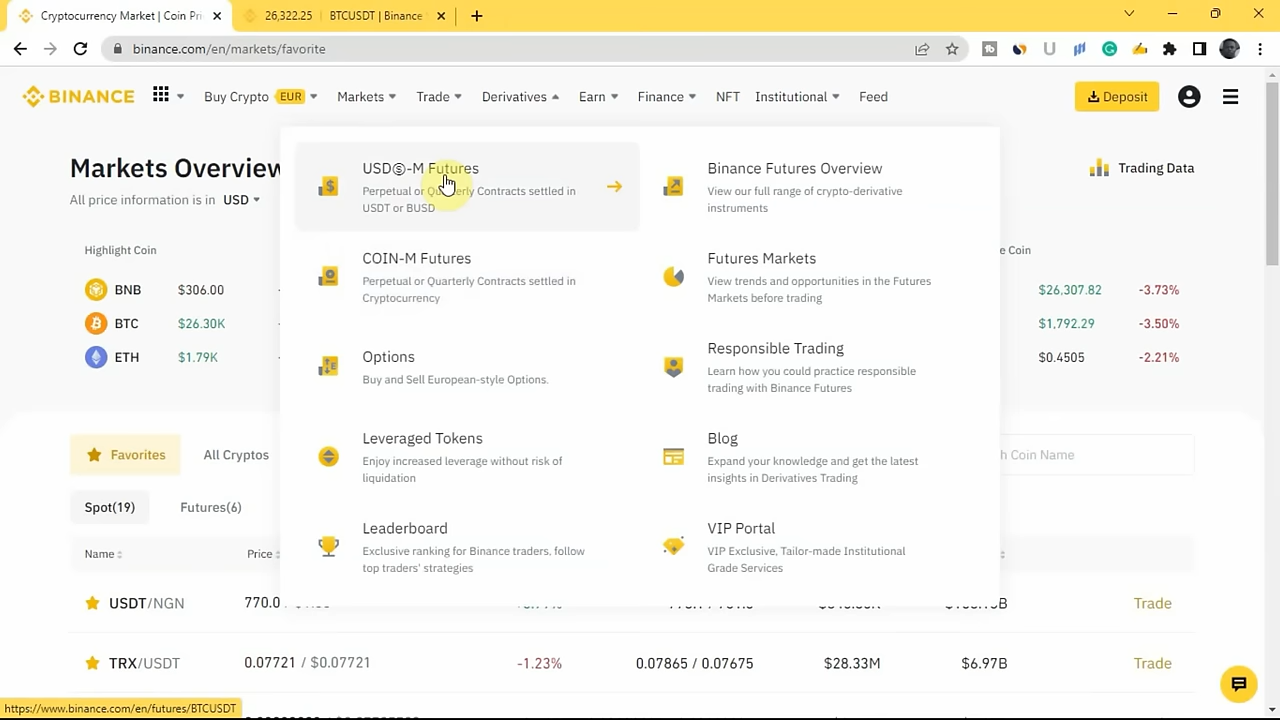 Cryptocurrency Market | Coin Pri
26,322.25 BTCUSDT | Binance
binance.com/en/markets/favorite
BINANCE
Buy Crypto EUR
Markets
Trade
Derivatives
Earn
Finance
NFT
Institutional
Feed
Deposit
Markets Overview
All price information is in USD
Trading Data
Highlight Coin
BNB $306.00
BTC $26.30K
ETH $1.79K
USDⓈ-M Futures
Perpetual or Quarterly Contracts settled in
USDT or BUSD
COIN-M Futures
Perpetual or Quarterly Contracts settled in
Cryptocurrency
Options
Buy and Sell European-style Options.
Leveraged Tokens
Enjoy increased leverage without risk of
liquidation
Leaderboard
Exclusive ranking for Binance traders, follow
top traders' strategies
Binance Futures Overview
View our full range of crypto-derivative
instruments
Futures Markets
View trends and opportunities in the Futures
Markets before trading
Responsible Trading
Learn how you could practice responsible
trading with Binance Futures
Blog
Expand your knowledge and get the latest
insights in Derivatives Trading
VIP Portal
VIP Exclusive, Tailor-made Institutional
Grade Services
e Coin
$26,307.82 -3.73%
$1,792.29 -3.50%
$0.4505 -2.21%
Favorites
All Cryptos
h Coin Name
Spot(19)
Futures(6)
Name
Price
USDT/NGN 770.0 Trade
TRX/USDT 0.07721 / $0.07721 -1.23% 0.07865 / 0.07675 $28.33M $6.97B Trade
https://www.binance.com/en/futures/BTCUSDT